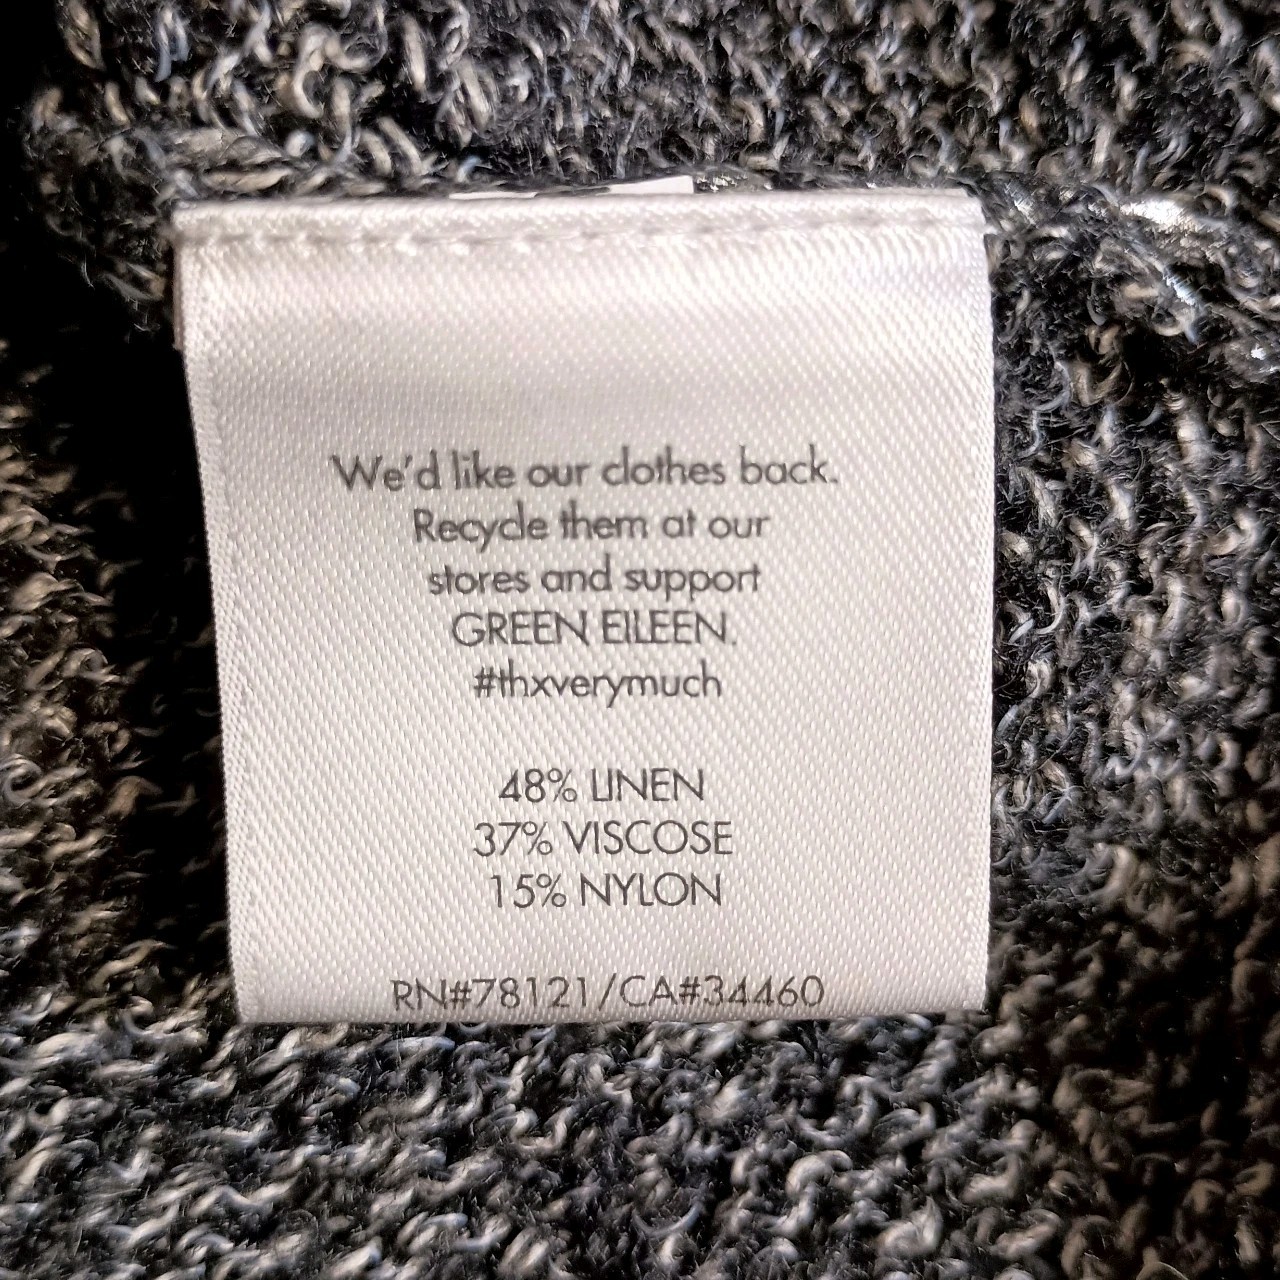 We'd like our clothes back.
Recycle them at our
stores and support
GREEN EILEEN.
#thxverymuch
48% LINEN
37% VISCOSE
15% NYLON
RN#78121/CA#34460